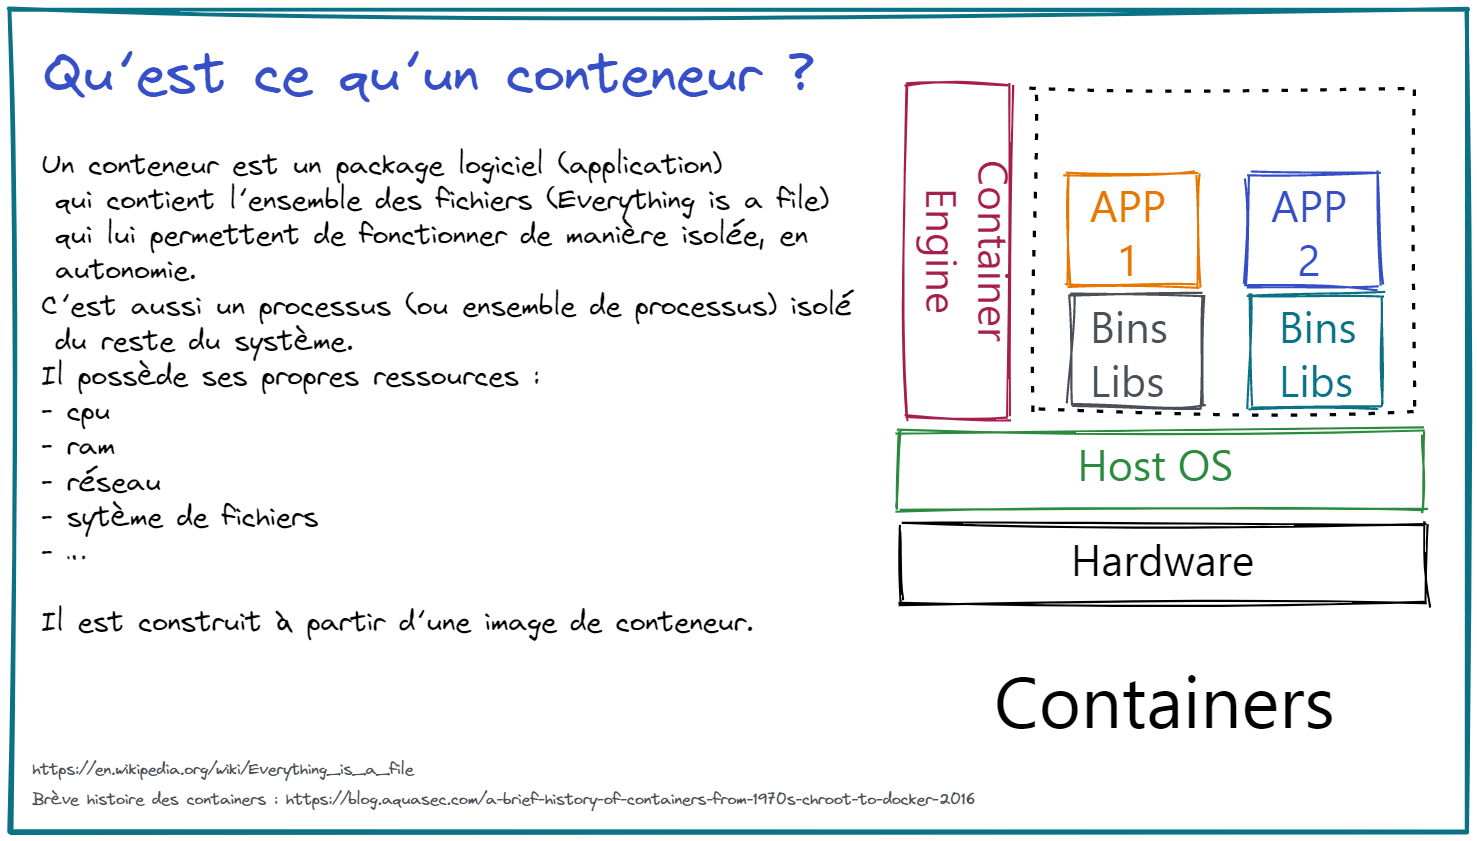 Qu'est ce qu'un conteneur ?
Un conteneur est un package logiciel (application)
qui contient l'ensemble des fichiers (Everything is a file)
qui lui permettent de fonctionner de manière isolée, en
autonomie.
C'est aussi un processus (ou ensemble de processus) isolé
du reste du système.
Il possède ses propres ressources :
- cpu
- ram
- réseau
- sytème de fichiers
- ...
Il est construit à partir d'une image de conteneur.
https://en.wikipedia.org/wiki/Everything_is_a_file
Brève histoire des containers : https://blog.aquasec.com/a-brief-history-of-containers-from-1970s-chroot-to-docker-2016
Container
Engine
APP
1
Bins
Libs
APP
2
Bins
Libs
Host OS
Hardware
Containers